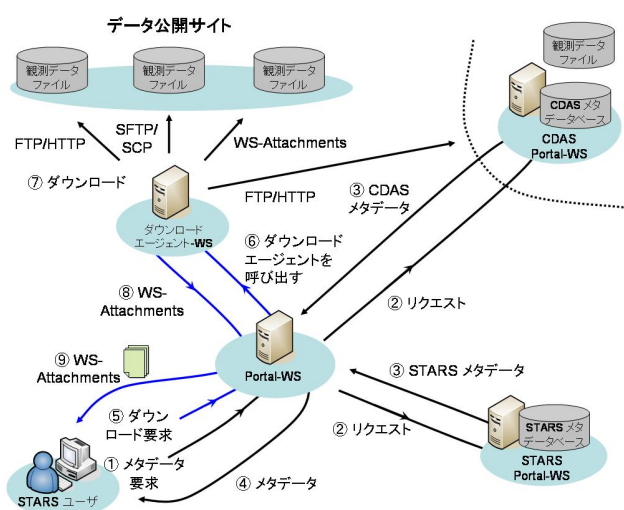 データ公開サイト
観測データ
ファイル
観測データ
ファイル
観測データ
ファイル
観測データ
ファイル
CDAS メタ
データベース
CDAS
Portal-WS
FTP/HTTP
SFTP/
SCP
WS-Attachments
⑦ ダウンロード
FTP/HTTP
③ CDAS
メタデータ
ダウンロード
エージェント-WS
⑥ ダウンロード
エージェントを
呼び出す
② リクエスト
⑧ WS-
Attachments
⑨ WS-
Attachments
Portal-WS
③ STARS メタデータ
⑤ ダウン
ロード要求
② リクエスト
STARS メタ
データベース
STARS
Portal-WS
① メタデータ
要求
④ メタデータ
STARS ユーザ